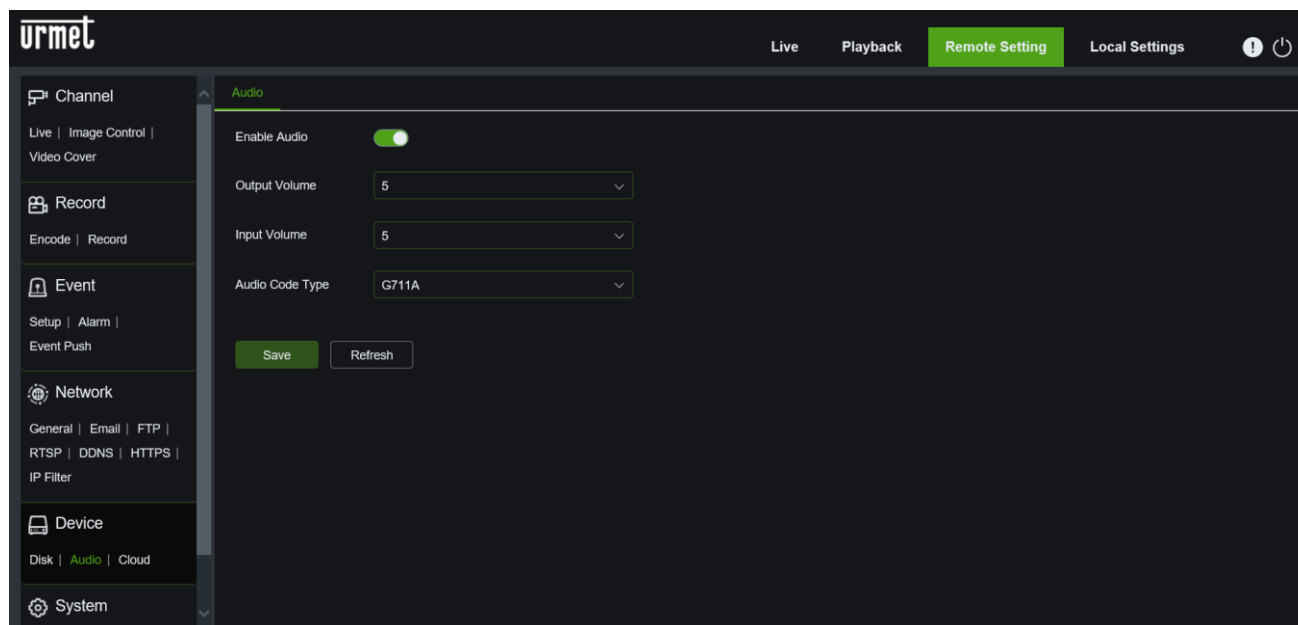 urmet
Live Playback Remote Setting Local Settings
Channel
Live | Image Control |
Video Cover
Record
Encode | Record
Event
Setup | Alarm |
Event Push
Network
General | Email | FTP |
RTSP | DDNS | HTTPS |
IP Filter
Device
Disk | Audio | Cloud
System
Audio
Enable Audio
Output Volume 5
Input Volume 5
Audio Code Type G711A
Save Refresh